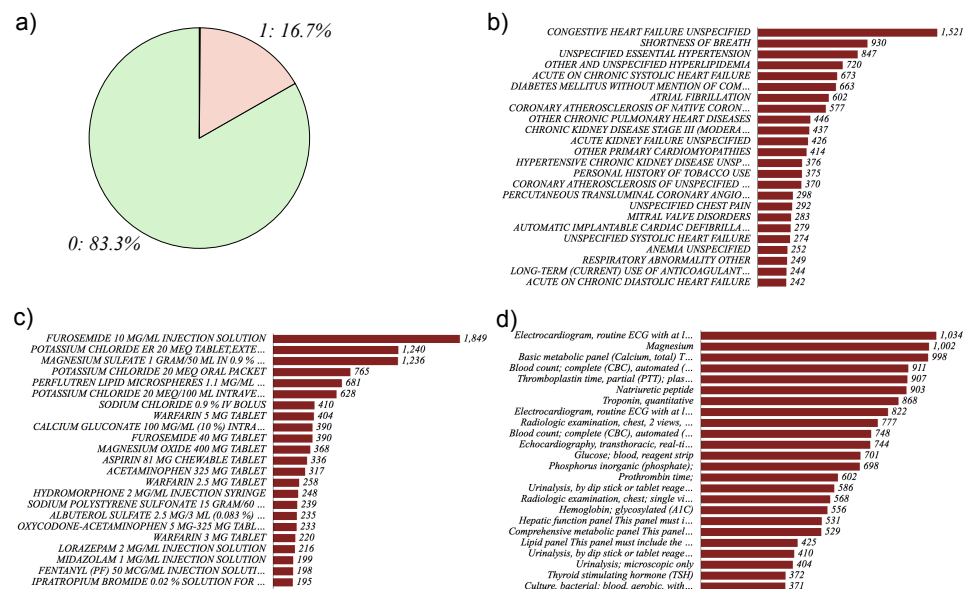 a)
1: 16.7%
0: 83.3%
b)
CONGESTIVE HEART FAILURE UNSPECIFIED 1,521
SHORTNESS OF BREATH 930
UNSPECIFIED ESSENTIAL HYPERTENSION 847
OTHER AND UNSPECIFIED HYPERLIPIDEMIA 720
ACUTE ON CHRONIC SYSTOLIC HEART FAILURE 673
DIABETES MELLITUS WITHOUT MENTION OF COM... 663
ATRIAL FIBRILLATION 602
CORONARY ATHEROSCLEROSIS OF NATIVE CORON... 577
OTHER CHRONIC PULMONARY HEART DISEASES 446
CHRONIC KIDNEY DISEASE STAGE III (MODERA... 437
ACUTE KIDNEY FAILURE UNSPECIFIED 426
OTHER PRIMARY CARDIOMYOPATHIES 414
HYPERTENSIVE CHRONIC KIDNEY DISEASE UNSP... 376
PERSONAL HISTORY OF TOBACCO USE 375
CORONARY ATHEROSCLEROSIS OF UNSPECIFIED ... 370
PERCUTANEOUS TRANSLUMINAL CORONARY ANGIO... 298
UNSPECIFIED CHEST PAIN 292
MITRAL VALVE DISORDERS 283
AUTOMATIC IMPLANTABLE CARDIAC DEFIBRILLA... 279
UNSPECIFIED SYSTOLIC HEART FAILURE 274
ANEMIA UNSPECIFIED 252
RESPIRATORY ABNORMALITY OTHER 249
LONG-TERM (CURRENT) USE OF ANTICOAGULANT... 244
ACUTE ON CHRONIC DIASTOLIC HEART FAILURE 242
c)
FUROSEMIDE 10 MG/ML INJECTION SOLUTION 1,849
POTASSIUM CHLORIDE ER 20 MEQ TABLET,EXTE... 1,240
MAGNESIUM SULFATE 1 GRAM/50 ML IN 0.9 % ... 1,236
POTASSIUM CHLORIDE 20 MEQ ORAL PACKET 765
PERFLUTREN LIPID MICROSPHERES 1.1 MG/ML ... 681
POTASSIUM CHLORIDE 20 MEQ/100 ML INTRAVE... 628
SODIUM CHLORIDE 0.9 % IV BOLUS 410
WARFARIN 5 MG TABLET 404
CALCIUM GLUCONATE 100 MG/ML (10 %) INTRA... 390
FUROSEMIDE 40 MG TABLET 390
MAGNESIUM OXIDE 400 MG TABLET 368
ASPIRIN 81 MG CHEWABLE TABLET 336
ACETAMINOPHEN 325 MG TABLET 317
WARFARIN 2.5 MG TABLET 258
HYDROMORPHONE 2 MG/ML INJECTION SYRINGE 248
SODIUM POLYSTYRENE SULFONATE 15 GRAM/60 ... 239
ALBUTEROL SULFATE 2.5 MG/3 ML (0.083 %) ... 235
OXYCODONE-ACETAMINOPHEN 5 MG-325 MG TABL... 233
WARFARIN 3 MG TABLET 220
LORAZEPAM 2 MG/ML INJECTION SOLUTION 216
MIDAZOLAM 1 MG/ML INJECTION SOLUTION 199
FENTANYL (PF) 50 MCG/ML INJECTION SOLUTI... 198
IPRATROPIUM BROMIDE 0.02 % SOLUTION FOR ... 195
d)
Electrocardiogram, routine ECG with at l... 1,034
Magnesium 1,002
Basic metabolic panel (Calcium, total) T... 998
Blood count; complete (CBC), automated (... 911
Thromboplastin time, partial (PTT); plas... 907
Natriuretic peptide 903
Troponin, quantitative 868
Electrocardiogram, routine ECG with at l... 822
Radiologic examination, chest, 2 views, ... 777
Blood count; complete (CBC), automated (... 748
Echocardiography, transthoracic, real-ti... 744
Glucose; blood, reagent strip 701
Phosphorus inorganic (phosphate); 698
Prothrombin time; 602
Urinalysis, by dip stick or tablet reage... 586
Radiologic examination, chest; single vi... 568
Hemoglobin; glycosylated (A1C) 556
Hepatic function panel This panel must i... 531
Comprehensive metabolic panel This panel... 529
Lipid panel This panel must include the ... 425
Urinalysis, by dip stick or tablet reage... 410
Urinalysis; microscopic only 404
Thyroid stimulating hormone (TSH) 372
Culture, bacterial; blood, aerobic, with... 371